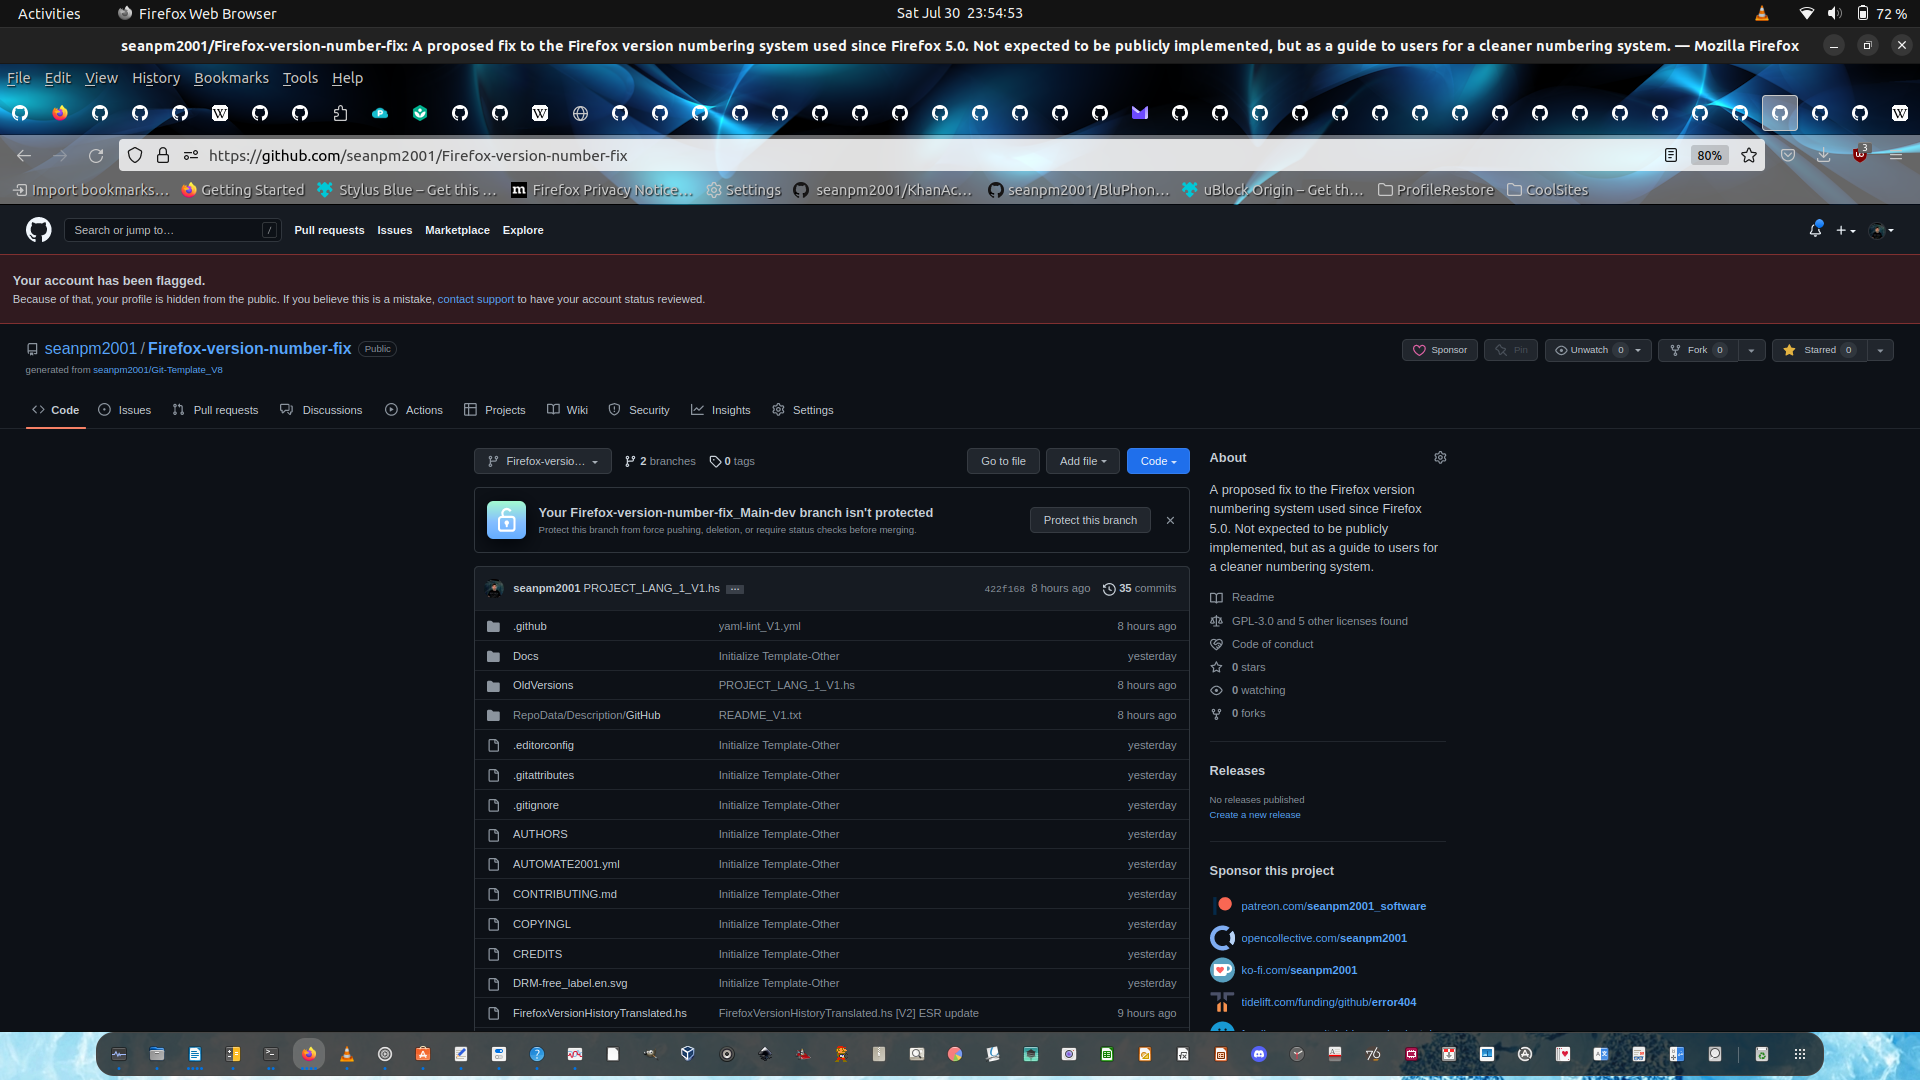 Activities
Firefox Web Browser
Sat Jul 30 23:54:53
72 %
seanpm2001/Firefox-version-number-fix: A proposed fix to the Firefox version numbering system used since Firefox 5.0. Not expected to be publicly implemented, but as a guide to users for a cleaner numbering system. — Mozilla Firefox
File Edit View History Bookmarks Tools Help
https://github.com/seanpm2001/Firefox-version-number-fix
80%
3
Import bookmarks… Getting Started Stylus Blue – Get this … Firefox Privacy Notice… Settings seanpm2001/KhanAc… seanpm2001/BluPhon… uBlock Origin – Get th… ProfileRestore CoolSites
Search or jump to… /
Pull requests Issues Marketplace Explore
Your account has been flagged.
Because of that, your profile is hidden from the public. If you believe this is a mistake, contact support to have your account status reviewed.
seanpm2001 / Firefox-version-number-fix Public
Sponsor Pin Unwatch 0 Fork 0 Starred 0
generated from seanpm2001/Git-Template_V8
Code Issues Pull requests Discussions Actions Projects Wiki Security Insights Settings
Firefox-versio… 2 branches 0 tags
Go to file Add file Code
Your Firefox-version-number-fix_Main-dev branch isn't protected
Protect this branch from force pushing, deletion, or require status checks before merging.
Protect this branch
seanpm2001 PROJECT_LANG_1_V1.hs … 422f168 8 hours ago 35 commits
.github yaml-lint_V1.yml 8 hours ago
Docs Initialize Template-Other yesterday
OldVersions PROJECT_LANG_1_V1.hs 8 hours ago
RepoData/Description/GitHub README_V1.txt 8 hours ago
.editorconfig Initialize Template-Other yesterday
.gitattributes Initialize Template-Other yesterday
.gitignore Initialize Template-Other yesterday
AUTHORS Initialize Template-Other yesterday
AUTOMATE2001.yml Initialize Template-Other yesterday
CONTRIBUTING.md Initialize Template-Other yesterday
COPYINGL Initialize Template-Other yesterday
CREDITS Initialize Template-Other yesterday
DRM-free_label.en.svg Initialize Template-Other yesterday
FirefoxVersionHistoryTranslated.hs FirefoxVersionHistoryTranslated.hs [V2] ESR update 9 hours ago
About
A proposed fix to the Firefox version
numbering system used since Firefox
5.0. Not expected to be publicly
implemented, but as a guide to users for
a cleaner numbering system.
Readme
GPL-3.0 and 5 other licenses found
Code of conduct
0 stars
0 watching
0 forks
Releases
No releases published
Create a new release
Sponsor this project
patreon.com/seanpm2001_software
opencollective.com/seanpm2001
ko-fi.com/seanpm2001
tidelift.com/funding/github/error404